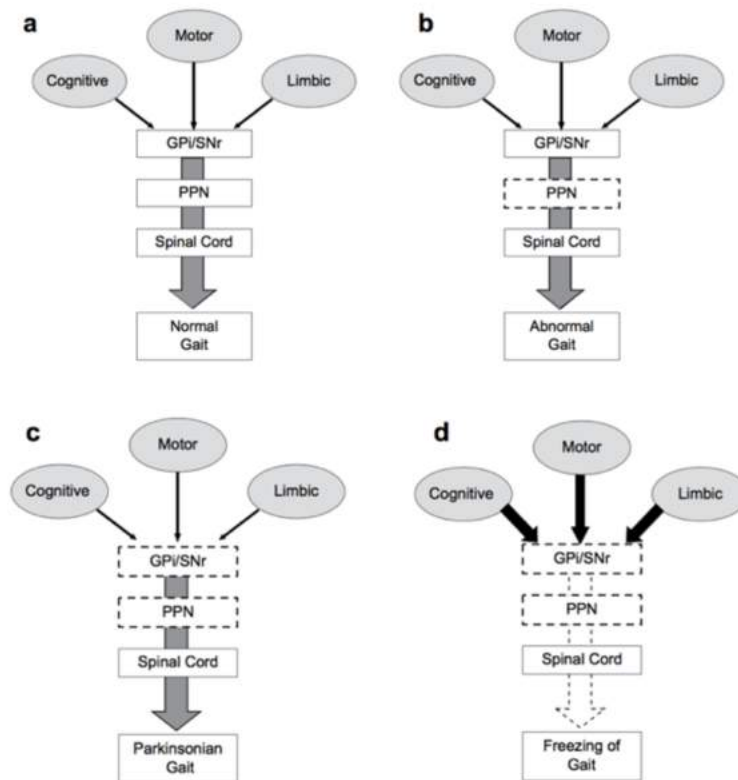 a
Motor
Cognitive
Limbic
GPi/SNr
PPN
Spinal Cord
Normal
Gait
b
Motor
Cognitive
Limbic
GPi/SNr
PPN
Spinal Cord
Abnormal
Gait
c
Motor
Cognitive
Limbic
GPi/SNr
PPN
Spinal Cord
Parkinsonian
Gait
d
Motor
Cognitive
Limbic
GPi/SNr
PPN
Spinal Cord
Freezing of
Gait